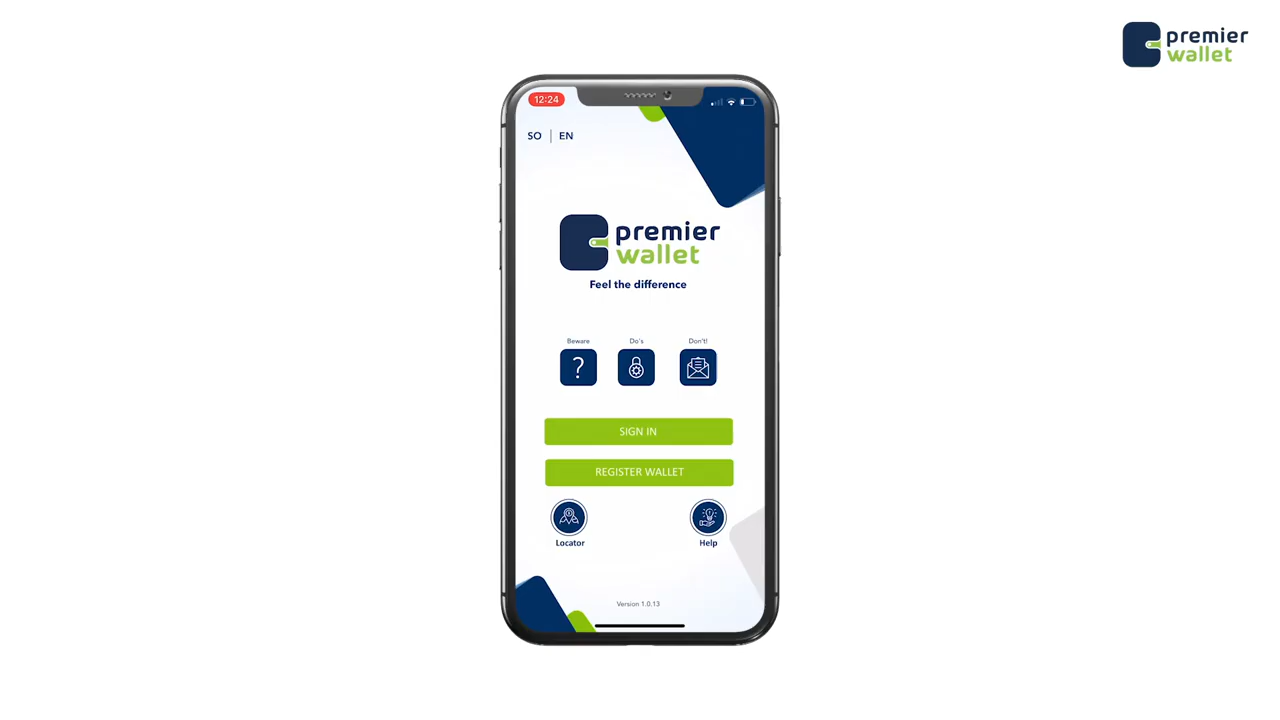 premier
wallet
12:24
SO | EN
premier
wallet
Feel the difference
Beware
Do's
Don't!
?
SIGN IN
REGISTER WALLET
Locator
Help
Version 1.0.13